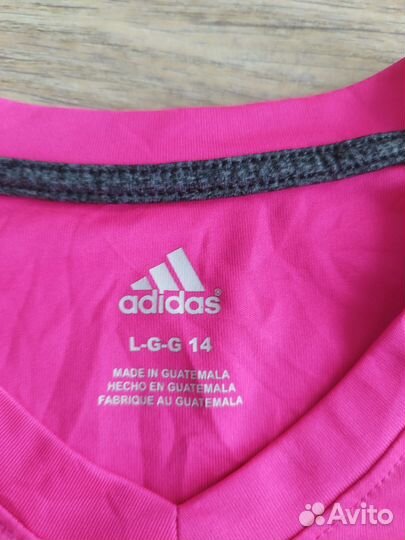 adidas®
L-G-G 14
MADE IN GUATEMALA
HECHO EN GUATEMALA
FABRIQUE AU GUATEMALA
Avito